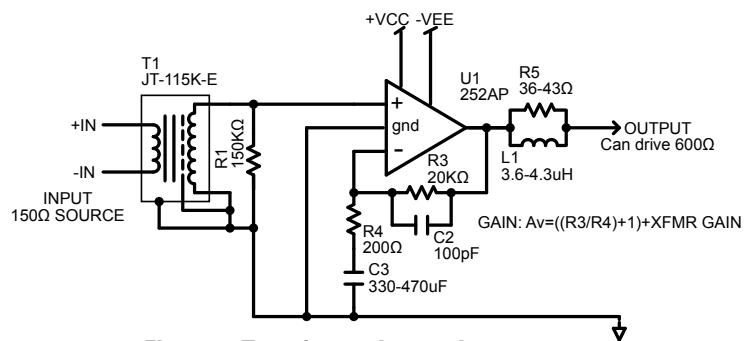 +VCC -VEE
T1
JT-115K-E
U1
252AP
R5
36-43Ω
+IN
-IN
R1
150KΩ
+
gnd
−
OUTPUT
Can drive 600Ω
L1
3.6-4.3uH
R3
20KΩ
INPUT
150Ω SOURCE
R4
200Ω
C2
100pF
GAIN: Av=((R3/R4)+1)+XFMR GAIN
C3
330-470uF